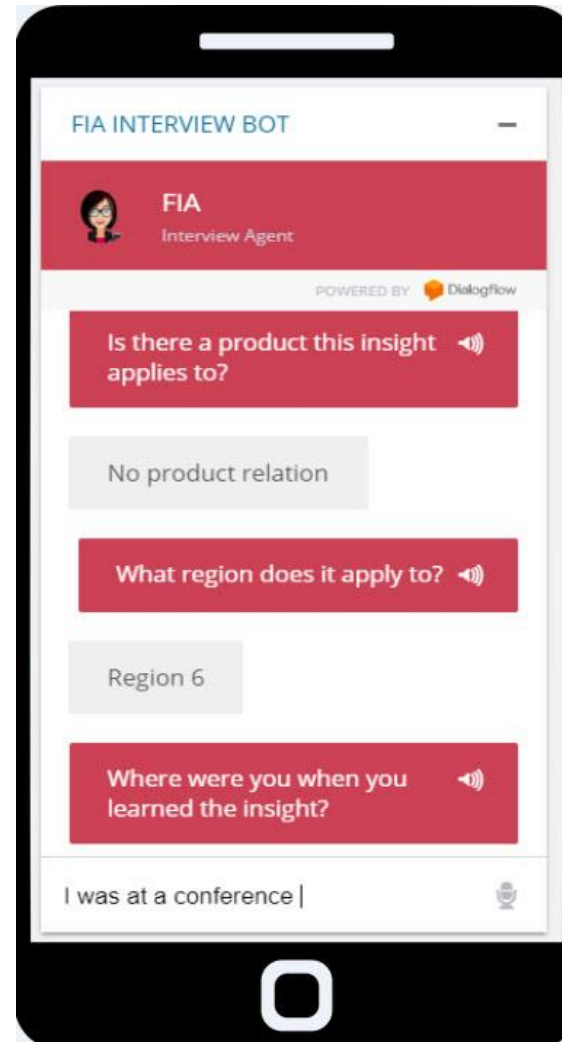 FIA INTERVIEW BOT
FIA
Interview Agent
POWERED BY Dialogflow
Is there a product this insight
applies to?
No product relation
What region does it apply to?
Region 6
Where were you when you
learned the insight?
I was at a conference